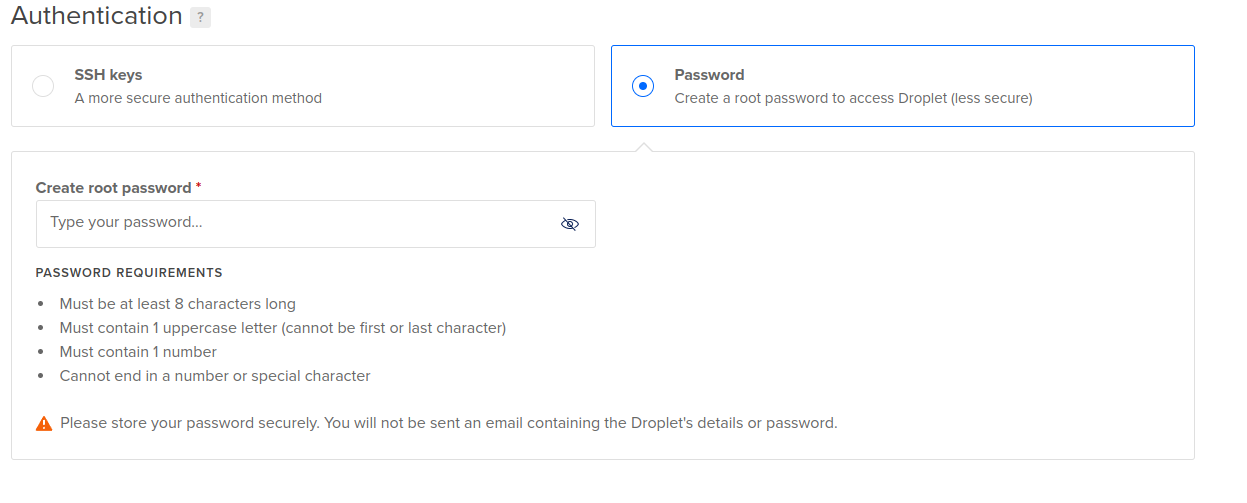 Authentication ?
SSH keys
A more secure authentication method
Password
Create a root password to access Droplet (less secure)
Create root password *
Type your password...
PASSWORD REQUIREMENTS
• Must be at least 8 characters long
• Must contain 1 uppercase letter (cannot be first or last character)
• Must contain 1 number
• Cannot end in a number or special character
Please store your password securely. You will not be sent an email containing the Droplet's details or password.